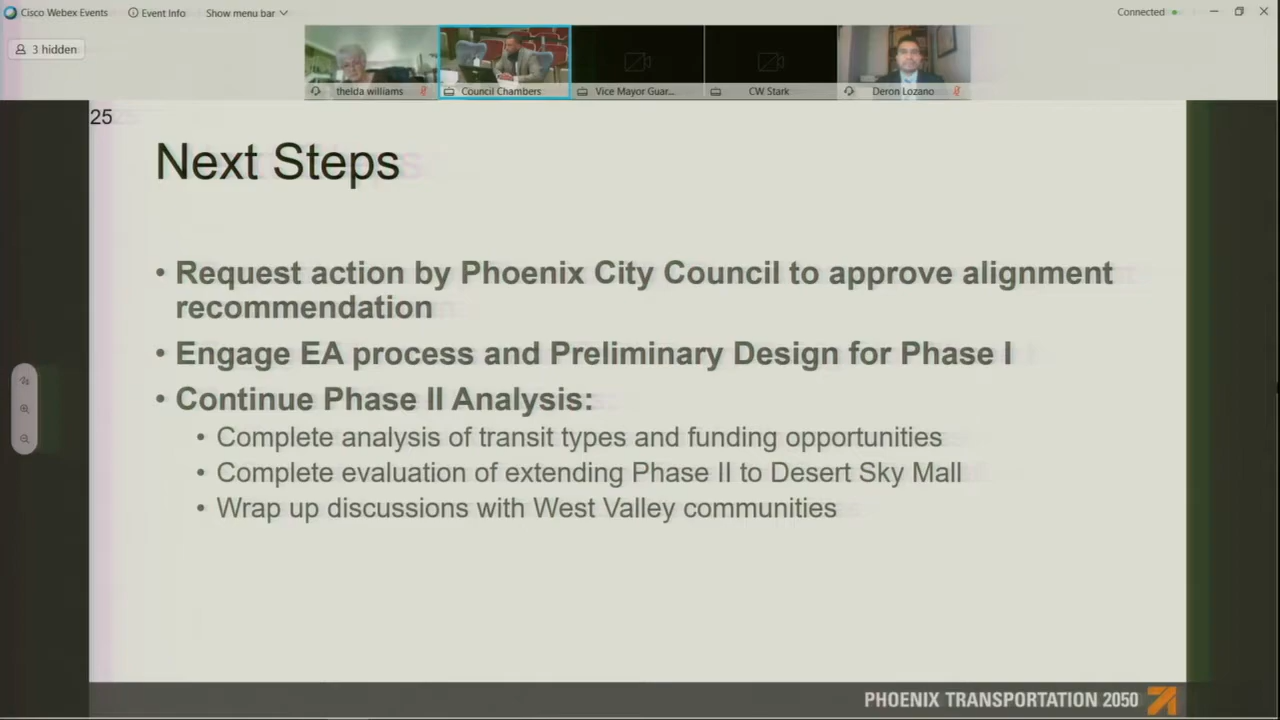 Cisco Webex Events
Event Info
Show menu bar
Connected
3 hidden
thelda williams
Council Chambers
Vice Mayor Guar...
CW Stark
Deron Lozano
25
Next Steps
• Request action by Phoenix City Council to approve alignment
recommendation
• Engage EA process and Preliminary Design for Phase I
• Continue Phase II Analysis:
• Complete analysis of transit types and funding opportunities
• Complete evaluation of extending Phase II to Desert Sky Mall
• Wrap up discussions with West Valley communities
PHOENIX TRANSPORTATION 2050